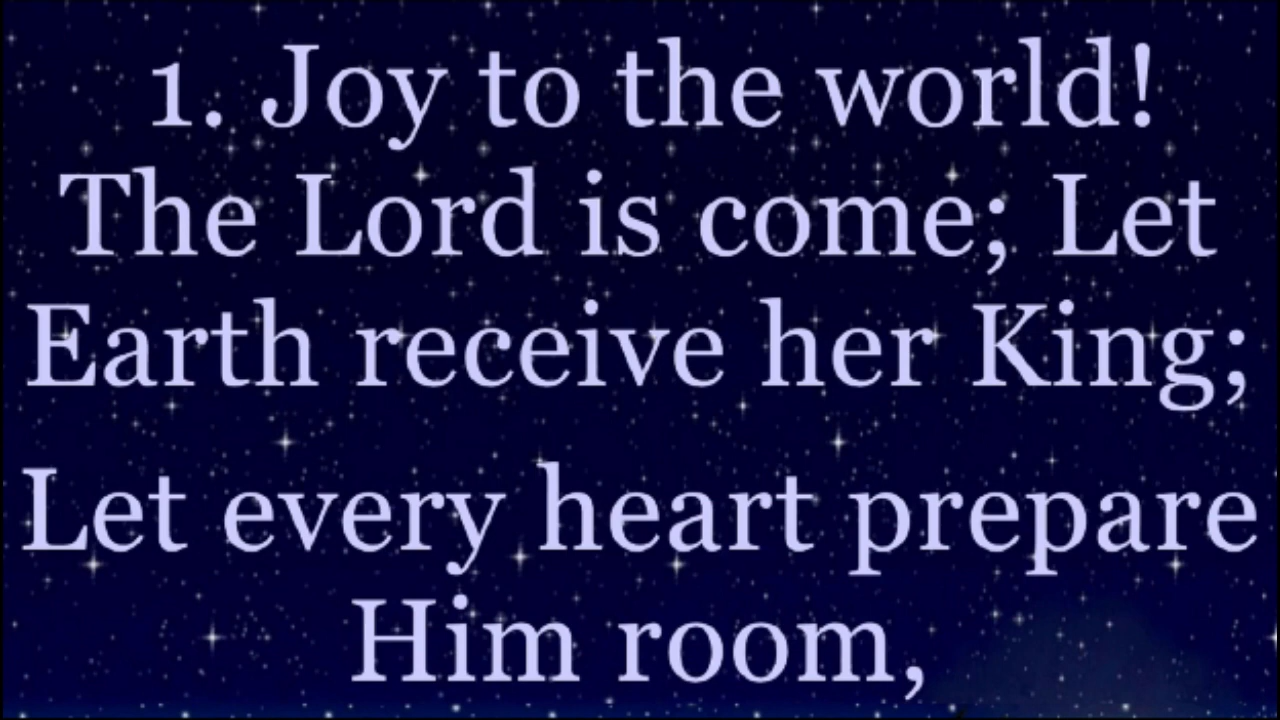 1. Joy to the world!
The Lord is come; Let
Earth receive her King;
Let every heart prepare
Him room,